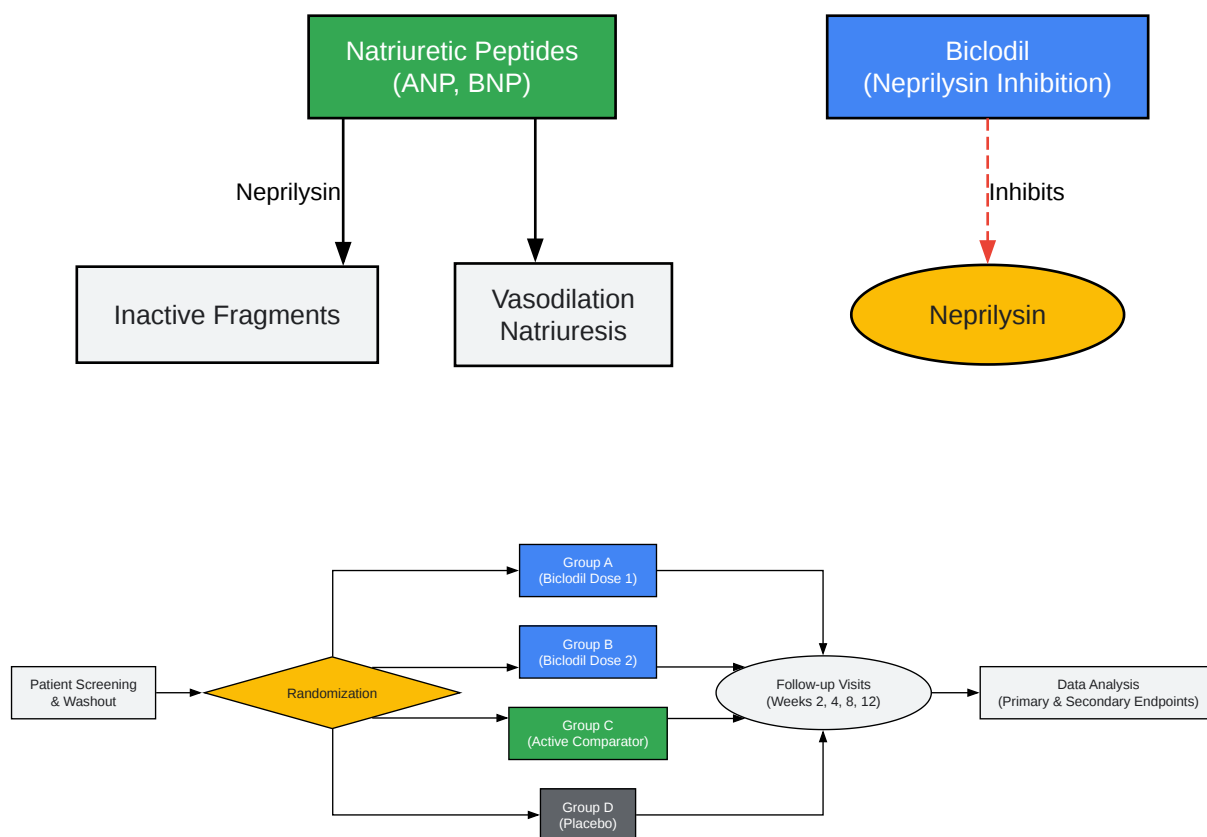 Natriuretic Peptides
(ANP, BNP)
Biclodil
(Neprilysin Inhibition)
Neprilysin
Inhibits
Inactive Fragments
Vasodilation
Natriuresis
Neprilysin
Group A
(Biclodil Dose 1)
Group B
(Biclodil Dose 2)
Patient Screening
& Washout
Randomization
Follow-up Visits
(Weeks 2, 4, 8, 12)
Data Analysis
(Primary & Secondary Endpoints)
Group C
(Active Comparator)
Group D
(Placebo)